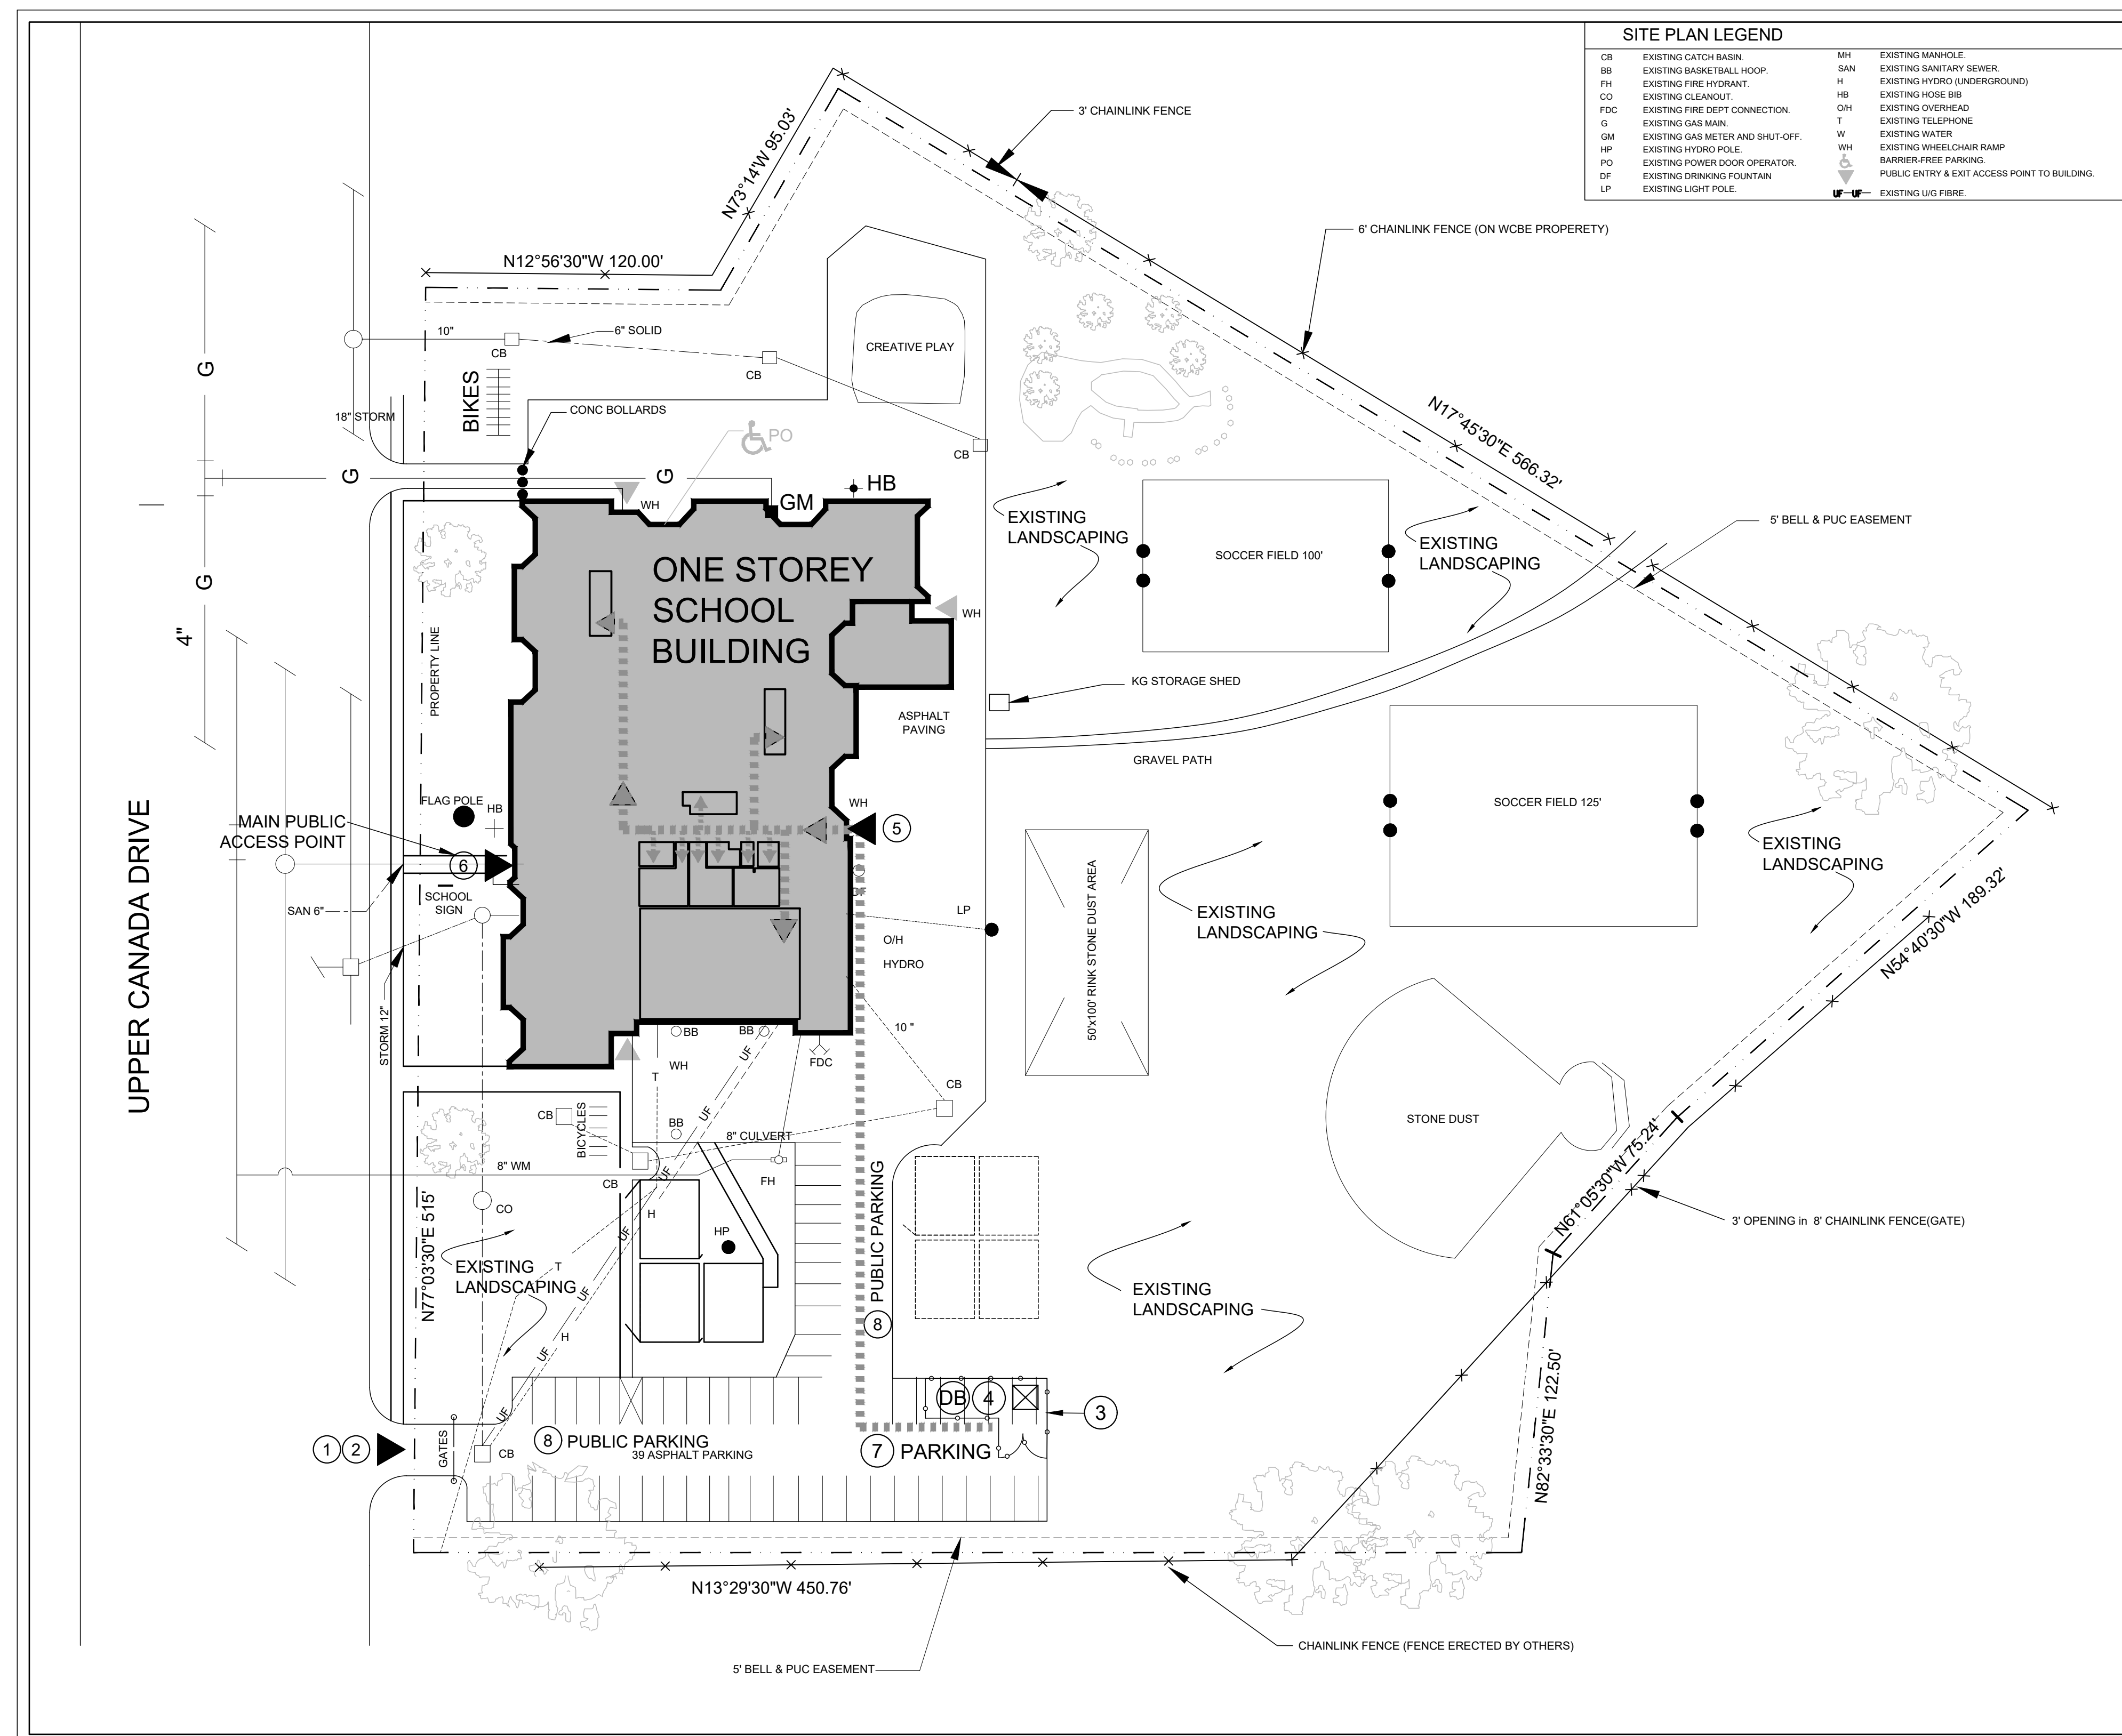 SITE PLAN LEGEND
CB EXISTING CATCH BASIN.
BB EXISTING BASKETBALL HOOP.
FH EXISTING FIRE HYDRANT.
CO EXISTING CLEANOUT.
FDC EXISTING FIRE DEPT CONNECTION.
G EXISTING GAS MAIN.
GM EXISTING GAS METER AND SHUT-OFF.
HP EXISTING HYDRO POLE.
PO EXISTING POWER DOOR OPERATOR.
DF EXISTING DRINKING FOUNTAIN
LP EXISTING LIGHT POLE.
MH EXISTING MANHOLE.
SAN EXISTING SANITARY SEWER.
H EXISTING HYDRO (UNDERGROUND)
HB EXISTING HOSE BIB
O/H EXISTING OVERHEAD
T EXISTING TELEPHONE
W EXISTING WATER
WH EXISTING WHEELCHAIR RAMP
BARRIER-FREE PARKING.
PUBLIC ENTRY & EXIT ACCESS POINT TO BUILDING.
UF UF EXISTING U/G FIBRE.
3' CHAINLINK FENCE
N73°14'W 95.03'
6' CHAINLINK FENCE (ON WCBE PROPERETY)
N12°56'30"W 120.00'
10"
6" SOLID
CB
CB
CREATIVE PLAY
BIKES
18" STORM
CONC BOLLARDS
PO
CB
N17°45'30"E 566.32'
G
G
G
G
4"
WH
GM
HB
EXISTING
LANDSCAPING
SOCCER FIELD 100'
EXISTING
LANDSCAPING
5' BELL & PUC EASEMENT
ONE STOREY
SCHOOL
BUILDING
WH
PROPERTY LINE
KG STORAGE SHED
ASPHALT
PAVING
GRAVEL PATH
UPPER CANADA DRIVE
FLAG POLE
HB
MAIN PUBLIC
ACCESS POINT
6
WH
5
DF
SOCCER FIELD 125'
EXISTING
LANDSCAPING
SCHOOL
SIGN
SAN 6"
LP
O/H
HYDRO
50'x100' RINK STONE DUST AREA
EXISTING
LANDSCAPING
N54°40'30"W 189.32'
STORM 12"
BB
BB
UF
FDC
10 "
WH
T
CB
CB
BICYCLES
BB
UF
8" CULVERT
STONE DUST
8" WM
CB
UF
FH
PUBLIC PARKING
N61°05'30"W 75.24'
CO
H
HP
UF
3' OPENING in 8' CHAINLINK FENCE(GATE)
N77°03'30"E 515'
EXISTING
LANDSCAPING
T
UF
H
UF
8
EXISTING
LANDSCAPING
N82°33'30"E 122.50'
DB
4
3
UF
1
2
GATES
CB
8
PUBLIC PARKING
39 ASPHALT PARKING
7
PARKING
N13°29'30"W 450.76'
CHAINLINK FENCE (FENCE ERECTED BY OTHERS)
5' BELL & PUC EASEMENT